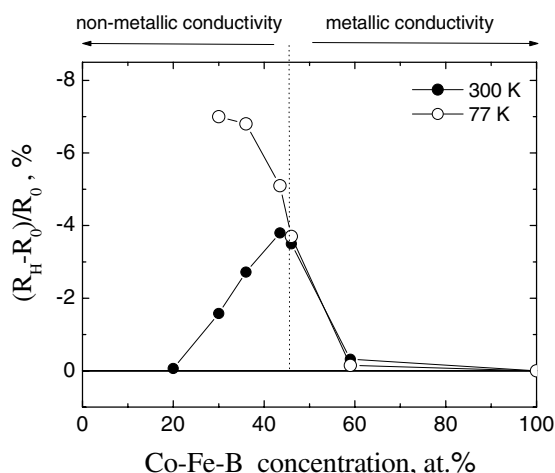 non-metallic conductivity metallic conductivity
300 K
77 K
(R_H-R_0)/R_0 , %
-8
-6
-4
-2
0
0 20 40 60 80 100
Co-Fe-B concentration, at.%